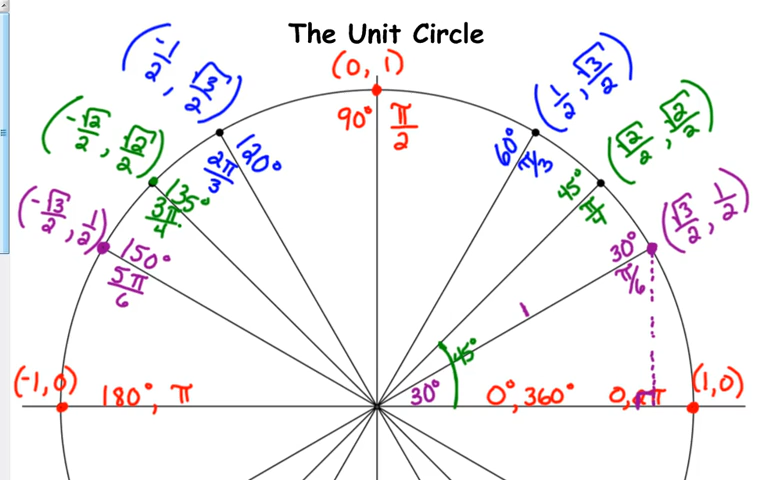 The Unit Circle
(0, 1)
90° π/2
(-1/2, √3/2)
120°
2π/3
(-√2/2, √2/2)
135°
3π/4
(-√3/2, 1/2)
150°
5π/6
(1/2, √3/2)
60°
π/3
(√2/2, √2/2)
45°
π/4
(√3/2, 1/2)
30°
π/6
1
45°
30°
(-1,0)
180°, π
0°, 360°
0, 2π
(1,0)